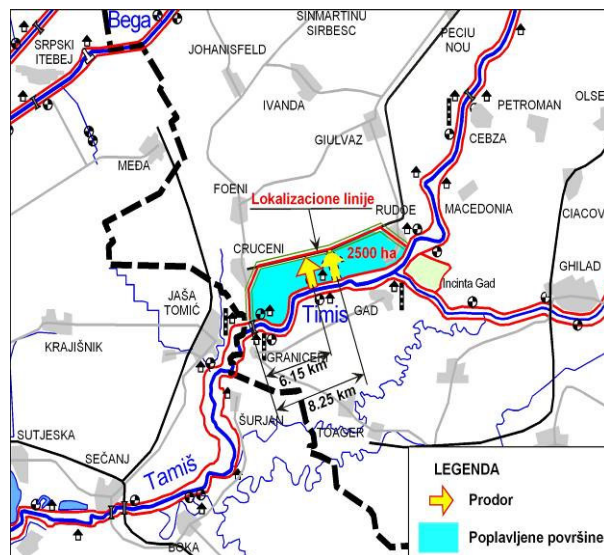 SINMARTINU
SIRBESC
PECIU
NOU
Bega
SRPSKI
ITEBEJ
JOHANISFELD
OLSE
IVANDA
PETROMAN
GIULVAZ
CEBZA
MEĐA
FOENI
Lokalizacione linije
RUDOE
MACEDONIA
CIACOV
CRUCENI
2500 ha
GHILAD
Incinta Gad
JAŠA
TOMIĆ
Timis
GAD
KRAJIŠNIK
GRANICERI
6.15 km
8.25 km
ŠURJAN
TOAGER
SUTJESKA
SEČANJ
Tamiš
BOKA
LEGENDA
Prodor
Poplavljene površine